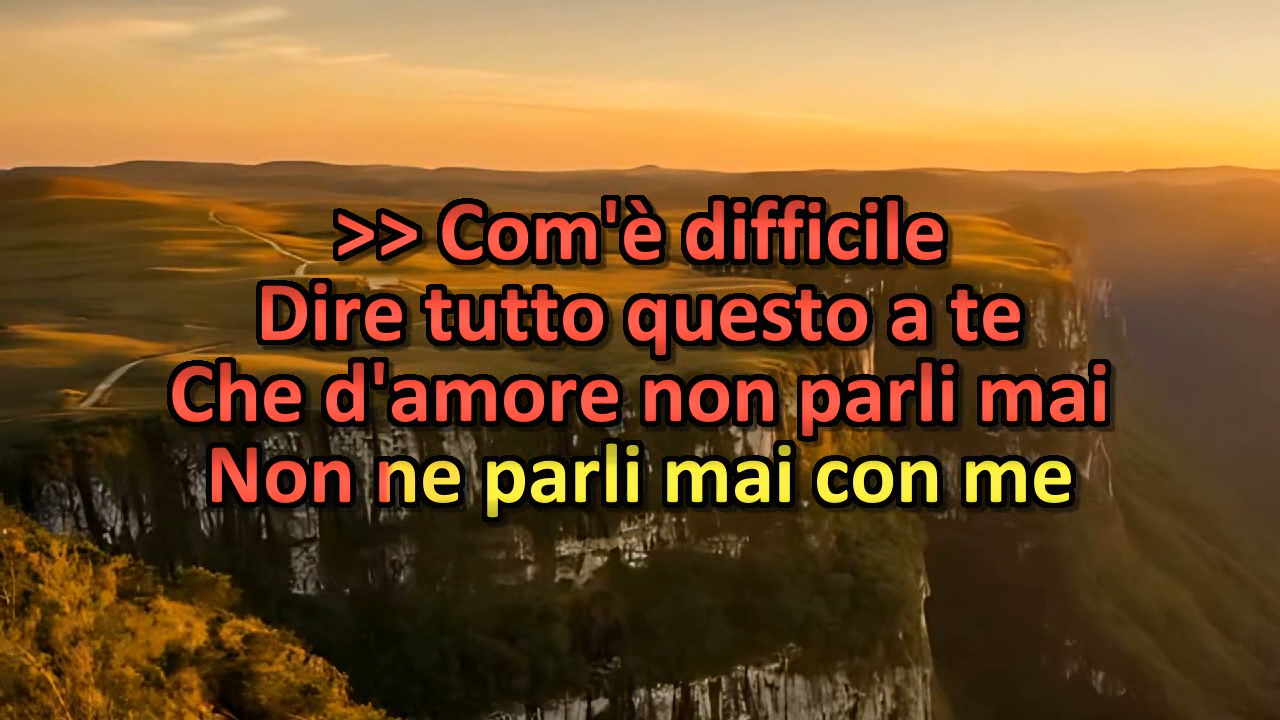 >> Com'è difficile
Dire tutto questo a te
Che d'amore non parli mai
Non ne parli mai con me